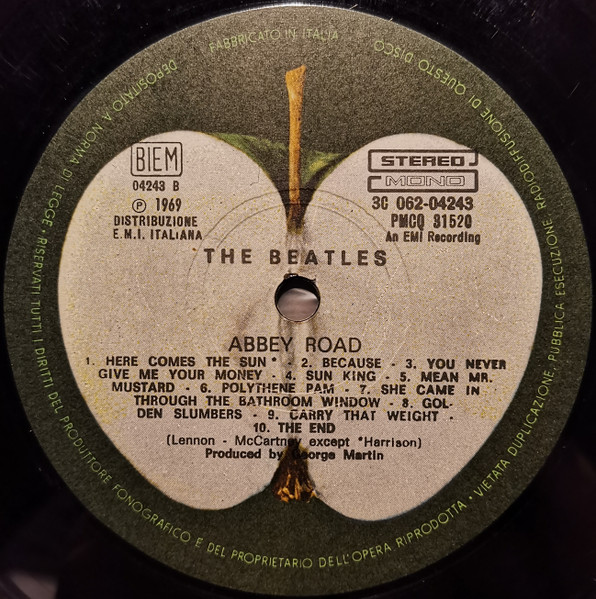 DEPOSITATO A NORMA DI LEGGE. RISERVATI TUTTI I DIRITTI DEL PRODUTTORE FONOGRAFICO E DEL PROPRIETARIO DELL'OPERA RIPRODOTTA • VIETATA DUPLICAZIONE, PUBBLICA ESECUZIONE, RADIODIFFUSIONE DI QUESTO DISCO
FABBRICATO IN ITALIA
BIEM
04243 B
Ⓟ 1969
DISTRIBUZIONE
E.M.I. ITALIANA
STEREO
MONO
3C 062-04243
PMCQ 31520
An EMI Recording
THE BEATLES
ABBEY ROAD
1. HERE COMES THE SUN * - 2. BECAUSE - 3. YOU NEVER
GIVE ME YOUR MONEY - 4. SUN KING - 5. MEAN MR.
MUSTARD - 6. POLYTHENE PAM - 7. SHE CAME IN
THROUGH THE BATHROOM WINDOW - 8. GOL-
DEN SLUMBERS - 9. CARRY THAT WEIGHT -
10. THE END
(Lennon - McCartney except *Harrison)
Produced by George Martin